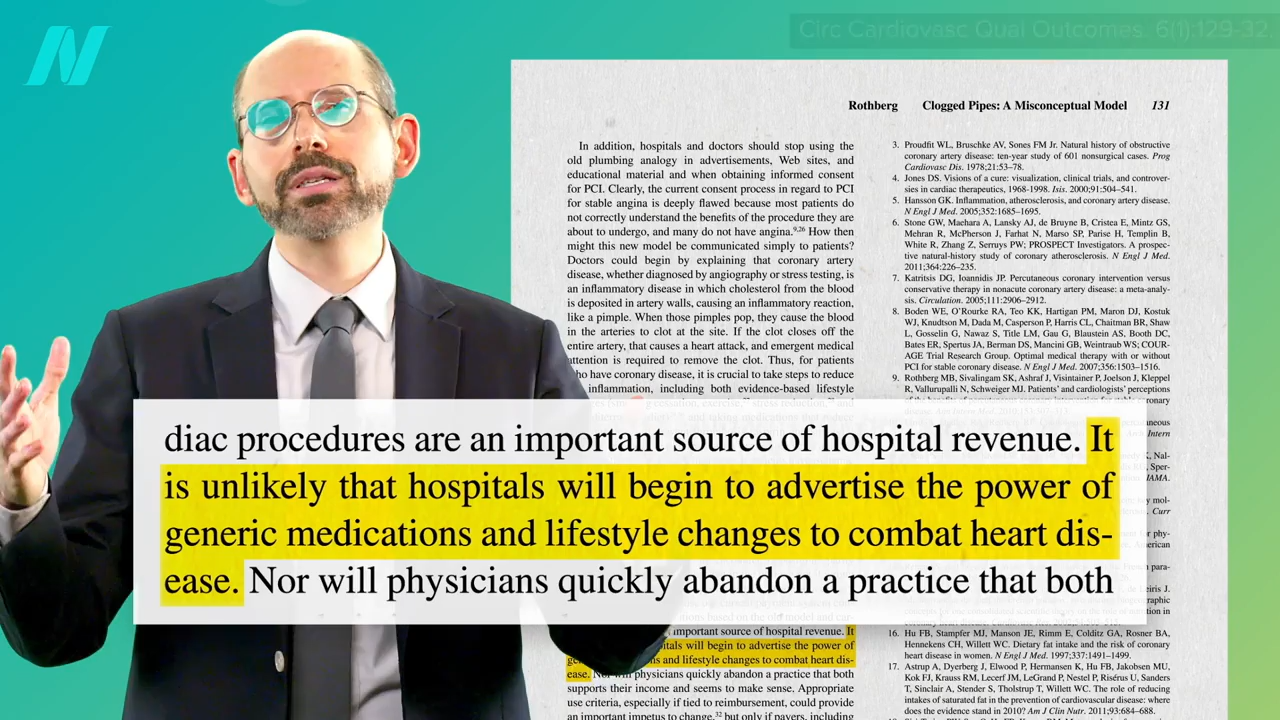 N
Circ Cardiovasc Qual Outcomes. 6(1):129-32.
Rothberg Clogged Pipes: A Misconceptual Model 131
In addition, hospitals and doctors should stop using the
old plumbing analogy in advertisements, Web sites, and
educational material and when obtaining informed consent
for PCI. Clearly, the current consent process in regard to PCI
for stable angina is deeply flawed because most patients do
not correctly understand the benefits of the procedure they are
about to undergo, and many do not have angina.9,26 How then
might this new model be communicated simply to patients?
Doctors could begin by explaining that coronary artery
disease, whether diagnosed by angiography or stress testing, is
an inflammatory disease in which cholesterol from the blood
is deposited in artery walls, causing an inflammatory reaction,
like a pimple. When those pimples pop, they cause the blood
in the arteries to clot at the site. If the clot closes off the
entire artery, that causes a heart attack, and emergent medical
attention is required to remove the clot. Thus, for patients
who have coronary disease, it is crucial to take steps to reduce
inflammation, including both evidence-based lifestyle
diac procedures are an important source of hospital revenue. It
is unlikely that hospitals will begin to advertise the power of
generic medications and lifestyle changes to combat heart dis-
ease. Nor will physicians quickly abandon a practice that both
important source of hospital revenue. It
will begin to advertise the power of
and lifestyle changes to combat heart dis-
ease. Nor will physicians quickly abandon a practice that both
supports their income and seems to make sense. Appropriate
use criteria, especially if tied to reimbursement, could provide
an important impetus to change,32 but only if payers, including
3. Proudfit WL, Bruschke AV, Sones FM Jr. Natural history of obstructive
coronary artery disease: ten-year study of 601 nonsurgical cases. Prog
Cardiovasc Dis. 1978;21:53–78.
4. Jones DS. Visions of a cure: visualization, clinical trials, and controver-
sies in cardiac therapeutics, 1968-1998. Isis. 2000;91:504–541.
5. Hansson GK. Inflammation, atherosclerosis, and coronary artery disease.
N Engl J Med. 2005;352:1685–1695.
6. Stone GW, Maehara A, Lansky AJ, de Bruyne B, Cristea E, Mintz GS,
Mehran R, McPherson J, Farhat N, Marso SP, Parise H, Templin B,
White R, Zhang Z, Serruys PW; PROSPECT Investigators. A prospec-
tive natural-history study of coronary atherosclerosis. N Engl J Med.
2011;364:226–235.
7. Katritsis DG, Ioannidis JP. Percutaneous coronary intervention versus
conservative therapy in nonacute coronary artery disease: a meta-analy-
sis. Circulation. 2005;111:2906–2912.
8. Boden WE, O'Rourke RA, Teo KK, Hartigan PM, Maron DJ, Kostuk
WJ, Knudtson M, Dada M, Casperson P, Harris CL, Chaitman BR, Shaw
L, Gosselin G, Nawaz S, Title LM, Gau G, Blaustein AS, Booth DC,
Bates ER, Spertus JA, Berman DS, Mancini GB, Weintraub WS; COUR-
AGE Trial Research Group. Optimal medical therapy with or without
PCI for stable coronary disease. N Engl J Med. 2007;356:1503–1516.
9. Rothberg MB, Sivalingam SK, Ashraf J, Visintainer P, Joelson J, Kleppel
R, Vallurupalli N, Schweiger MJ. Patients' and cardiologists' perceptions
16. Hu FB, Stampfer MJ, Manson JE, Rimm E, Colditz GA, Rosner BA,
Hennekens CH, Willett WC. Dietary fat intake and the risk of coronary
heart disease in women. N Engl J Med. 1997;337:1491–1499.
17. Astrup A, Dyerberg J, Elwood P, Hermansen K, Hu FB, Jakobsen MU,
Kok FJ, Krauss RM, Lecerf JM, LeGrand P, Nestel P, Risérus U, Sanders
T, Sinclair A, Stender S, Tholstrup T, Willett WC. The role of reducing
intakes of saturated fat in the prevention of cardiovascular disease: where
does the evidence stand in 2010? Am J Clin Nutr. 2011;93:684–688.